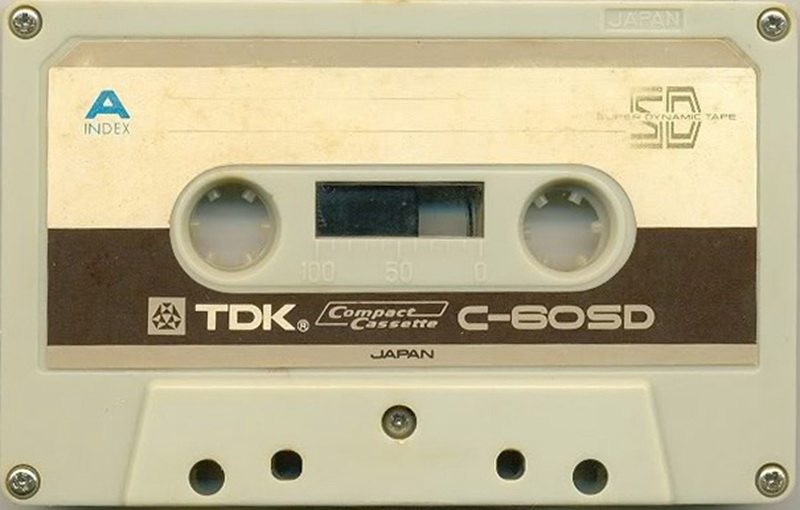 JAPAN
A
INDEX
SD
SUPER DYNAMIC TAPE
100 50 0
TDK® Compact Cassette C-60SD
JAPAN